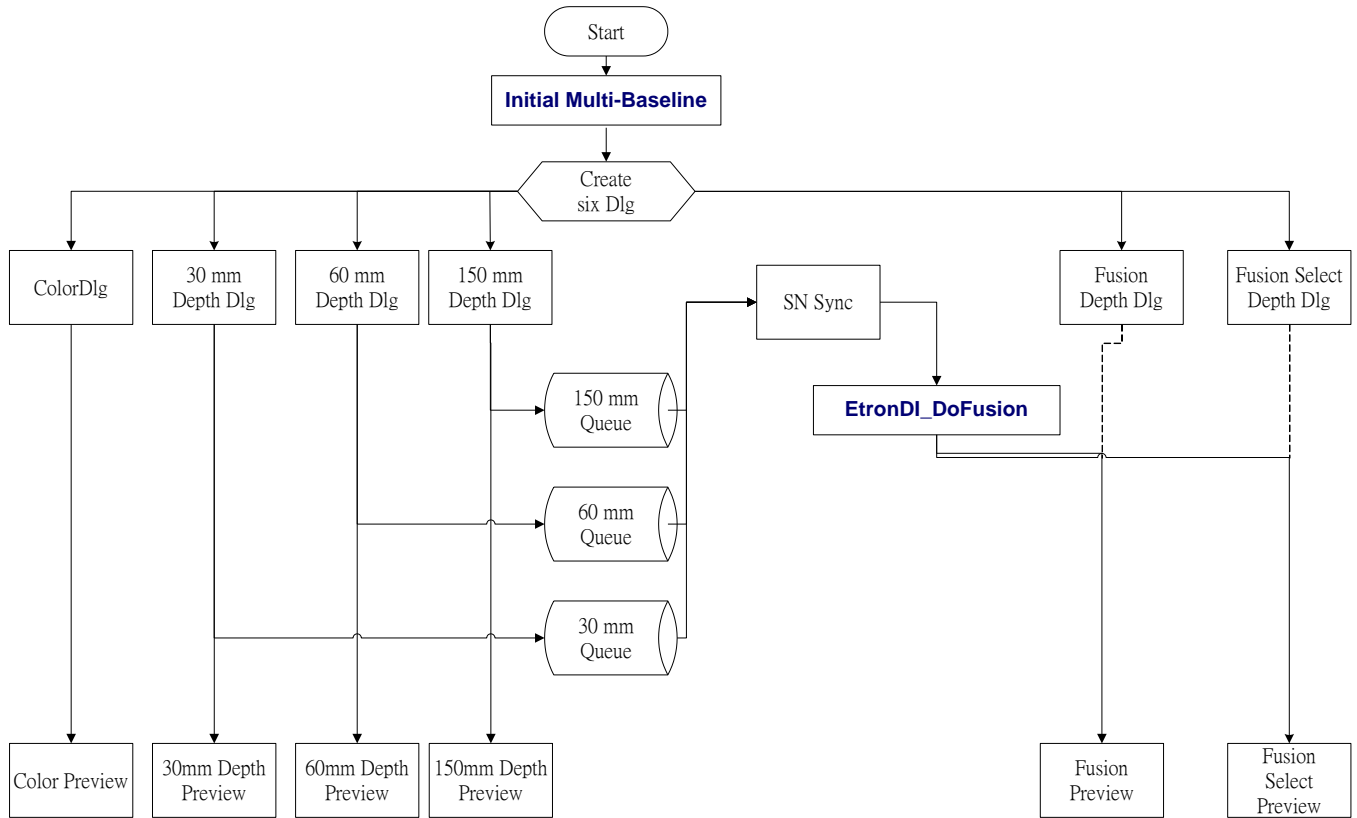 Start
Initial Multi-Baseline
Create
six Dlg
ColorDlg
30 mm
Depth Dlg
60 mm
Depth Dlg
150 mm
Depth Dlg
SN Sync
Fusion
Depth Dlg
Fusion Select
Depth Dlg
150 mm
Queue
EtronDI_DoFusion
60 mm
Queue
30 mm
Queue
Color Preview
30mm Depth
Preview
60mm Depth
Preview
150mm Depth
Preview
Fusion
Preview
Fusion
Select
Preview